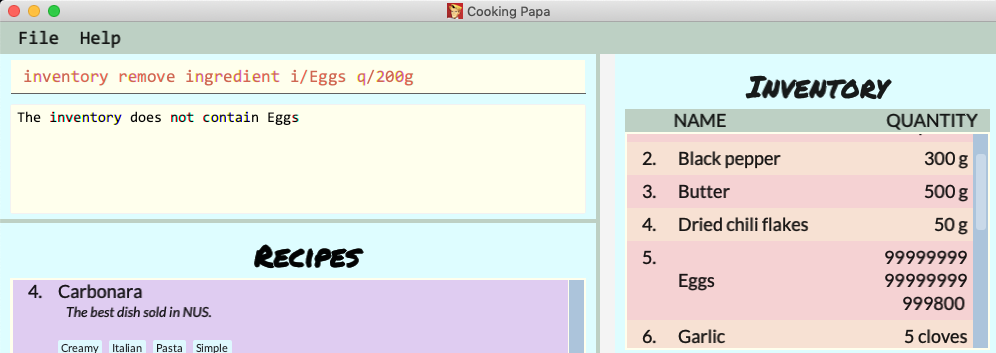 Cooking Papa
File Help
inventory remove ingredient i/Eggs q/200g
The inventory does not contain Eggs
RECIPES
4. Carbonara
The best dish sold in NUS.
Creamy Italian Pasta Simple
INVENTORY
NAME QUANTITY
2. Black pepper 300 g
3. Butter 500 g
4. Dried chili flakes 50 g
5. Eggs 99999999
99999999
999800
6. Garlic 5 cloves